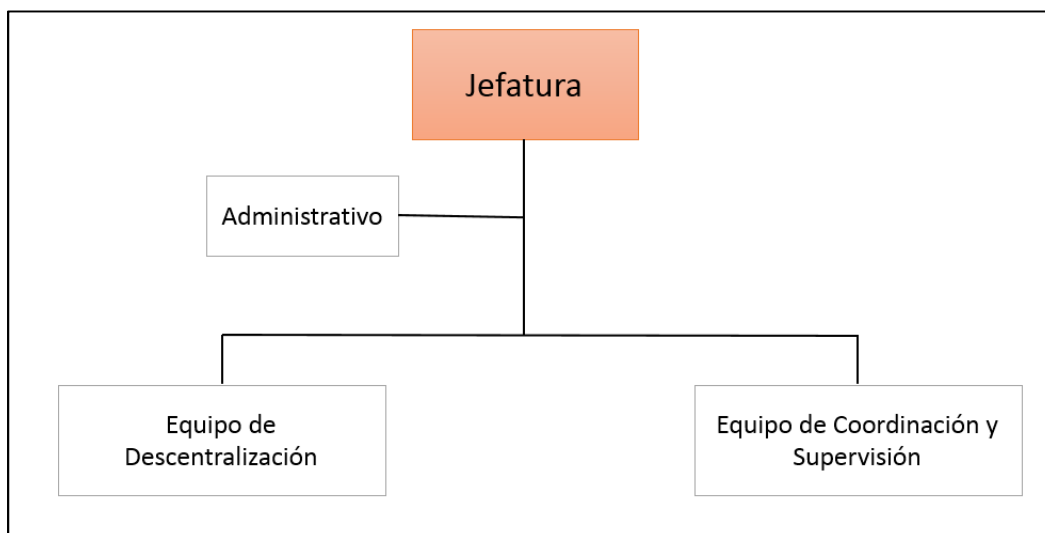 Jefatura
Administrativo
Equipo de
Descentralización
Equipo de Coordinación y
Supervisión